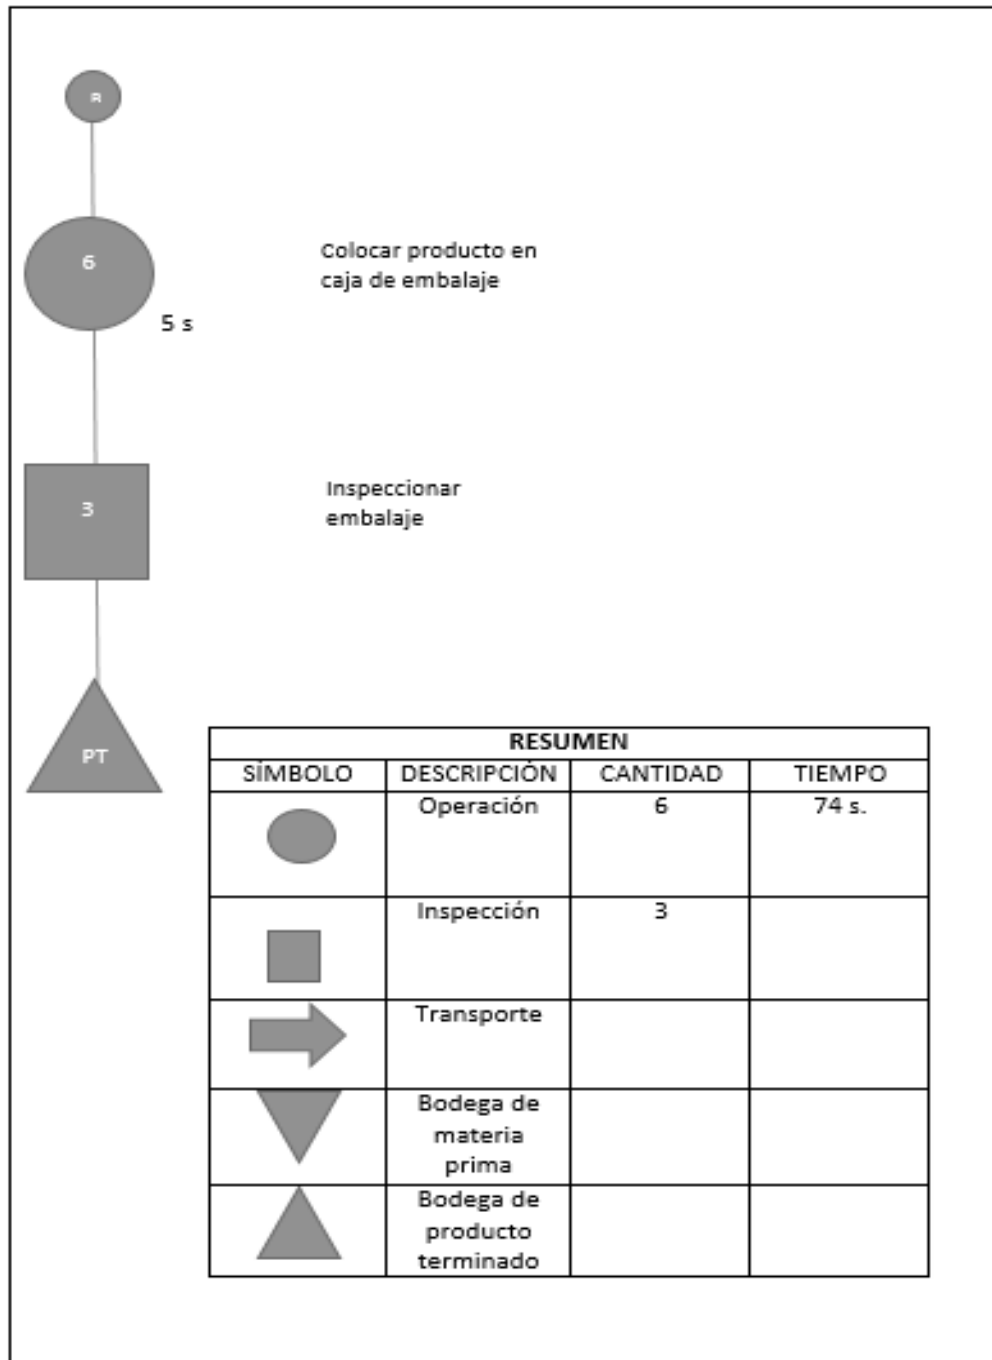 R
6
Colocar producto en
caja de embalaje
5 s
3
Inspeccionar
embalaje
PT
RESUMEN
SÍMBOLO DESCRIPCIÓN CANTIDAD TIEMPO
Operación 6 74 s.
Inspección 3
Transporte
Bodega de
materia
prima
Bodega de
producto
terminado